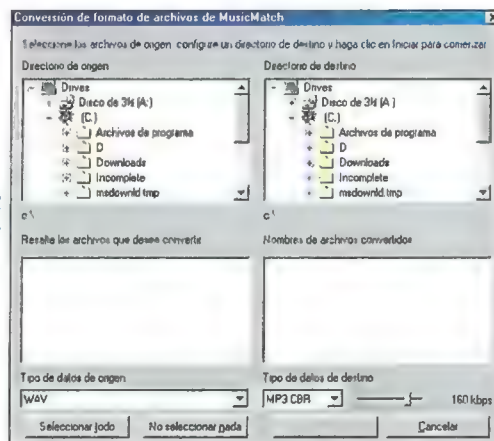 Conversión de formato de archivos de MusicMatch
Seleccione los archivos de origen, configure un directorio de destino y haga clic en Iniciar para comenzar
Directorio de origen
Drives
Disco de 3½ (A:)
(C:)
Archivos de programa
D
Downloads
Incomplete
msdownld.tmp
c:\
Resalte los archivos que desee convertir
Tipo de datos de origen
WAV
Seleccionar todo
No seleccionar nada
Directorio de destino
Drives
Disco de 3½ (A:)
(C:)
Archivos de programa
D
Downloads
Incomplete
msdownld.tmp
c:\
Nombres de archivos convertidos
Tipo de datos de destino
MP3 CBR
160 kbps
Cancelar